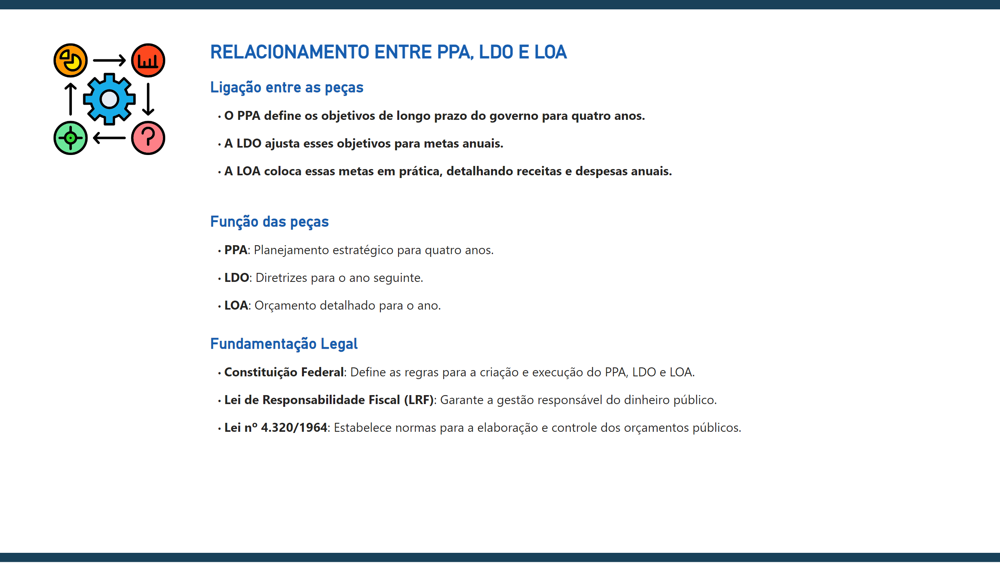 RELACIONAMENTO ENTRE PPA, LDO E LOA
Ligação entre as peças
• O PPA define os objetivos de longo prazo do governo para quatro anos.
• A LDO ajusta esses objetivos para metas anuais.
• A LOA coloca essas metas em prática, detalhando receitas e despesas anuais.
Função das peças
• PPA: Planejamento estratégico para quatro anos.
• LDO: Diretrizes para o ano seguinte.
• LOA: Orçamento detalhado para o ano.
Fundamentação Legal
• Constituição Federal: Define as regras para a criação e execução do PPA, LDO e LOA.
• Lei de Responsabilidade Fiscal (LRF): Garante a gestão responsável do dinheiro público.
• Lei nº 4.320/1964: Estabelece normas para a elaboração e controle dos orçamentos públicos.